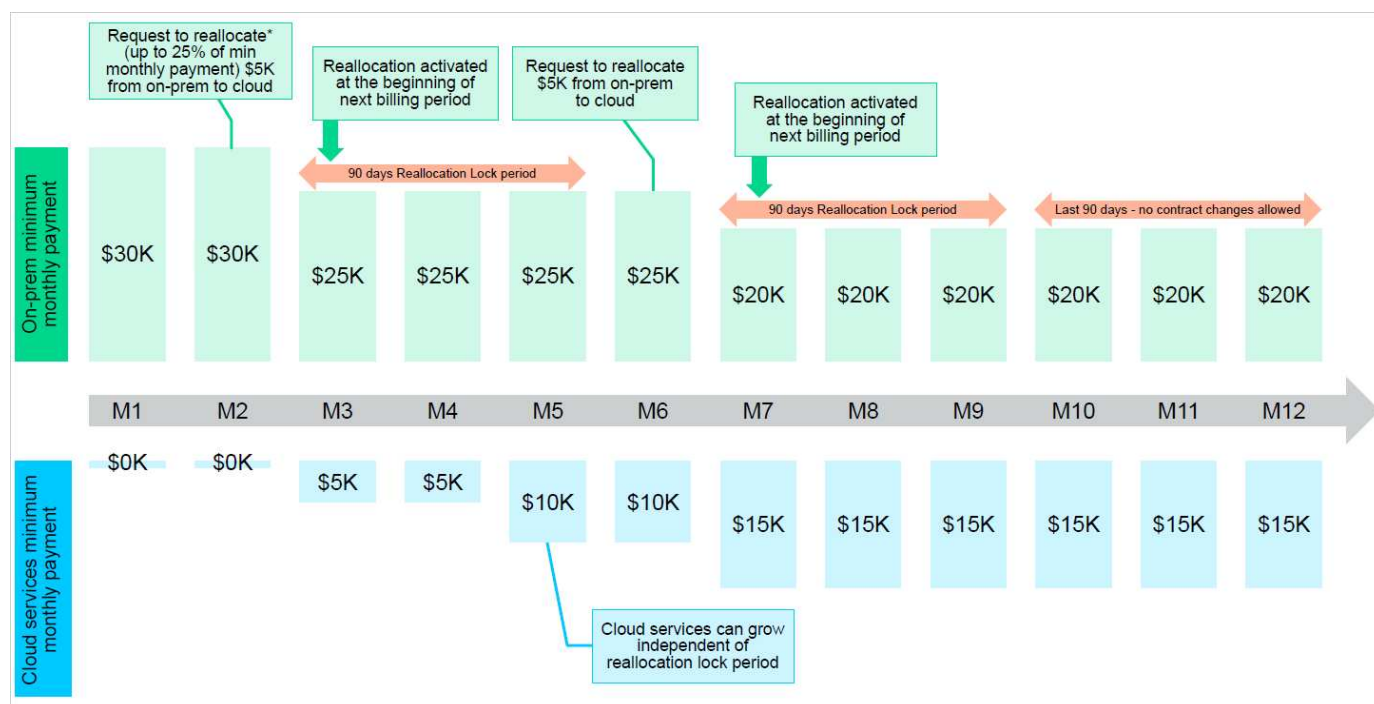 Request to reallocate*
(up to 25% of min
monthly payment) $5K
from on-prem to cloud
Reallocation activated
at the beginning of
next billing period
Request to reallocate
$5K from on-prem
to cloud
Reallocation activated
at the beginning of
next billing period
On-prem minimum
monthly payment
90 days Reallocation Lock period
90 days Reallocation Lock period
Last 90 days - no contract changes allowed
$30K
$30K
$25K
$25K
$25K
$25K
$20K
$20K
$20K
$20K
$20K
$20K
M1
M2
M3
M4
M5
M6
M7
M8
M9
M10
M11
M12
Cloud services minimum
monthly payment
$0K
$0K
$5K
$5K
$10K
$10K
$15K
$15K
$15K
$15K
$15K
$15K
Cloud services can grow
independent of
reallocation lock period